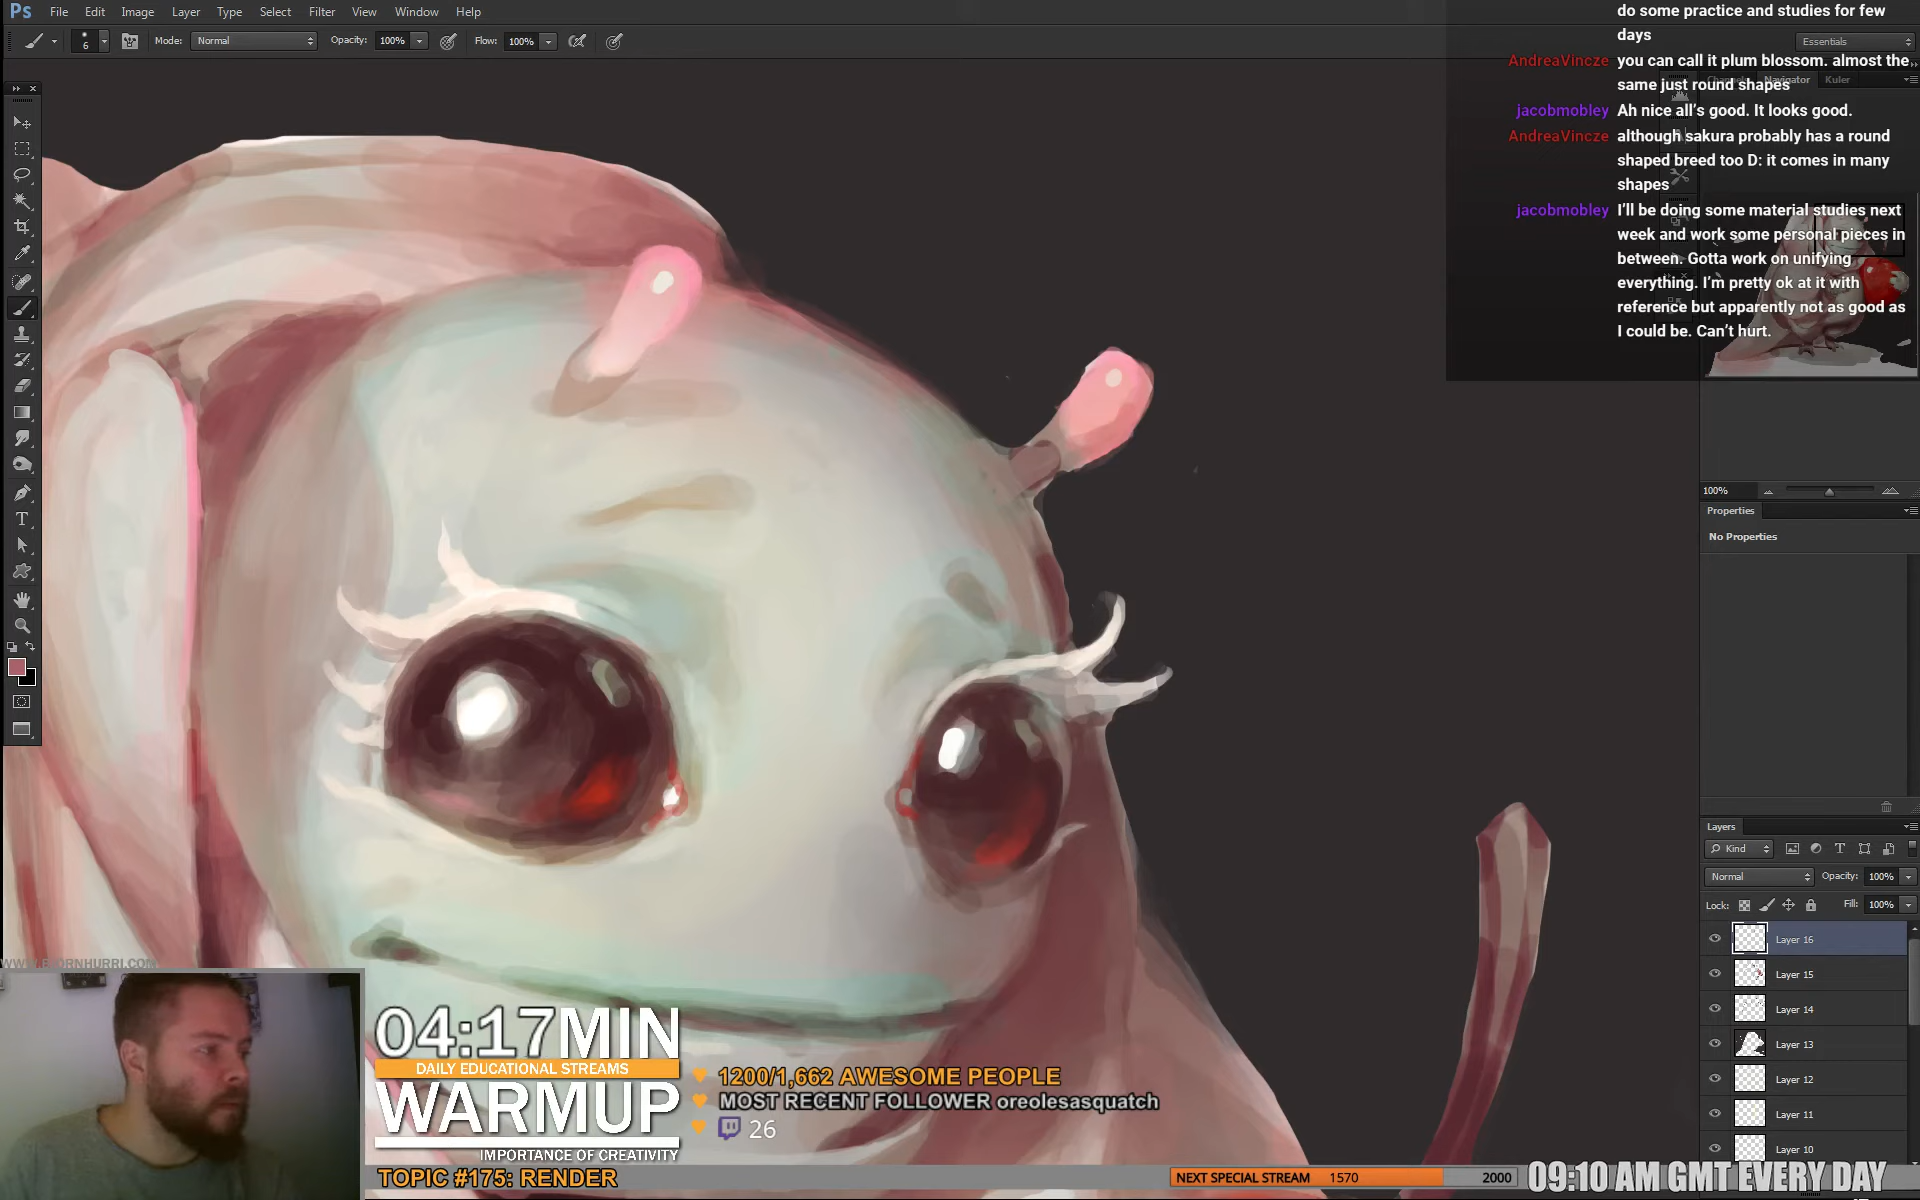 Ps File Edit Image Layer Type Select Filter View Window Help
6 Mode: Normal Opacity: 100% Flow: 100% Essentials
do some practice and studies for few
days
AndreaVincze you can call it plum blossom. almost the
same just round shapes
Navigator Kuler
jacobmobley Ah nice all's good. It looks good.
AndreaVincze although sakura probably has a round
shaped breed too D: it comes in many
shapes
jacobmobley I'll be doing some material studies next
week and work some personal pieces in
between. Gotta work on unifying
everything. I'm pretty ok at it with
reference but apparently not as good as
I could be. Can't hurt.
100%
Properties
No Properties
Layers
Kind
Normal Opacity: 100%
Lock: Fill: 100%
Layer 16
Layer 15
Layer 14
Layer 13
Layer 12
Layer 11
Layer 10
WWW.BJORNHURRI.COM
04:17MIN
DAILY EDUCATIONAL STREAMS
WARMUP
IMPORTANCE OF CREATIVITY
TOPIC #175: RENDER
1200/1,662 AWESOME PEOPLE
MOST RECENT FOLLOWER oreolesasquatch
26
NEXT SPECIAL STREAM 1570 2000
09:10 AM GMT EVERY DAY